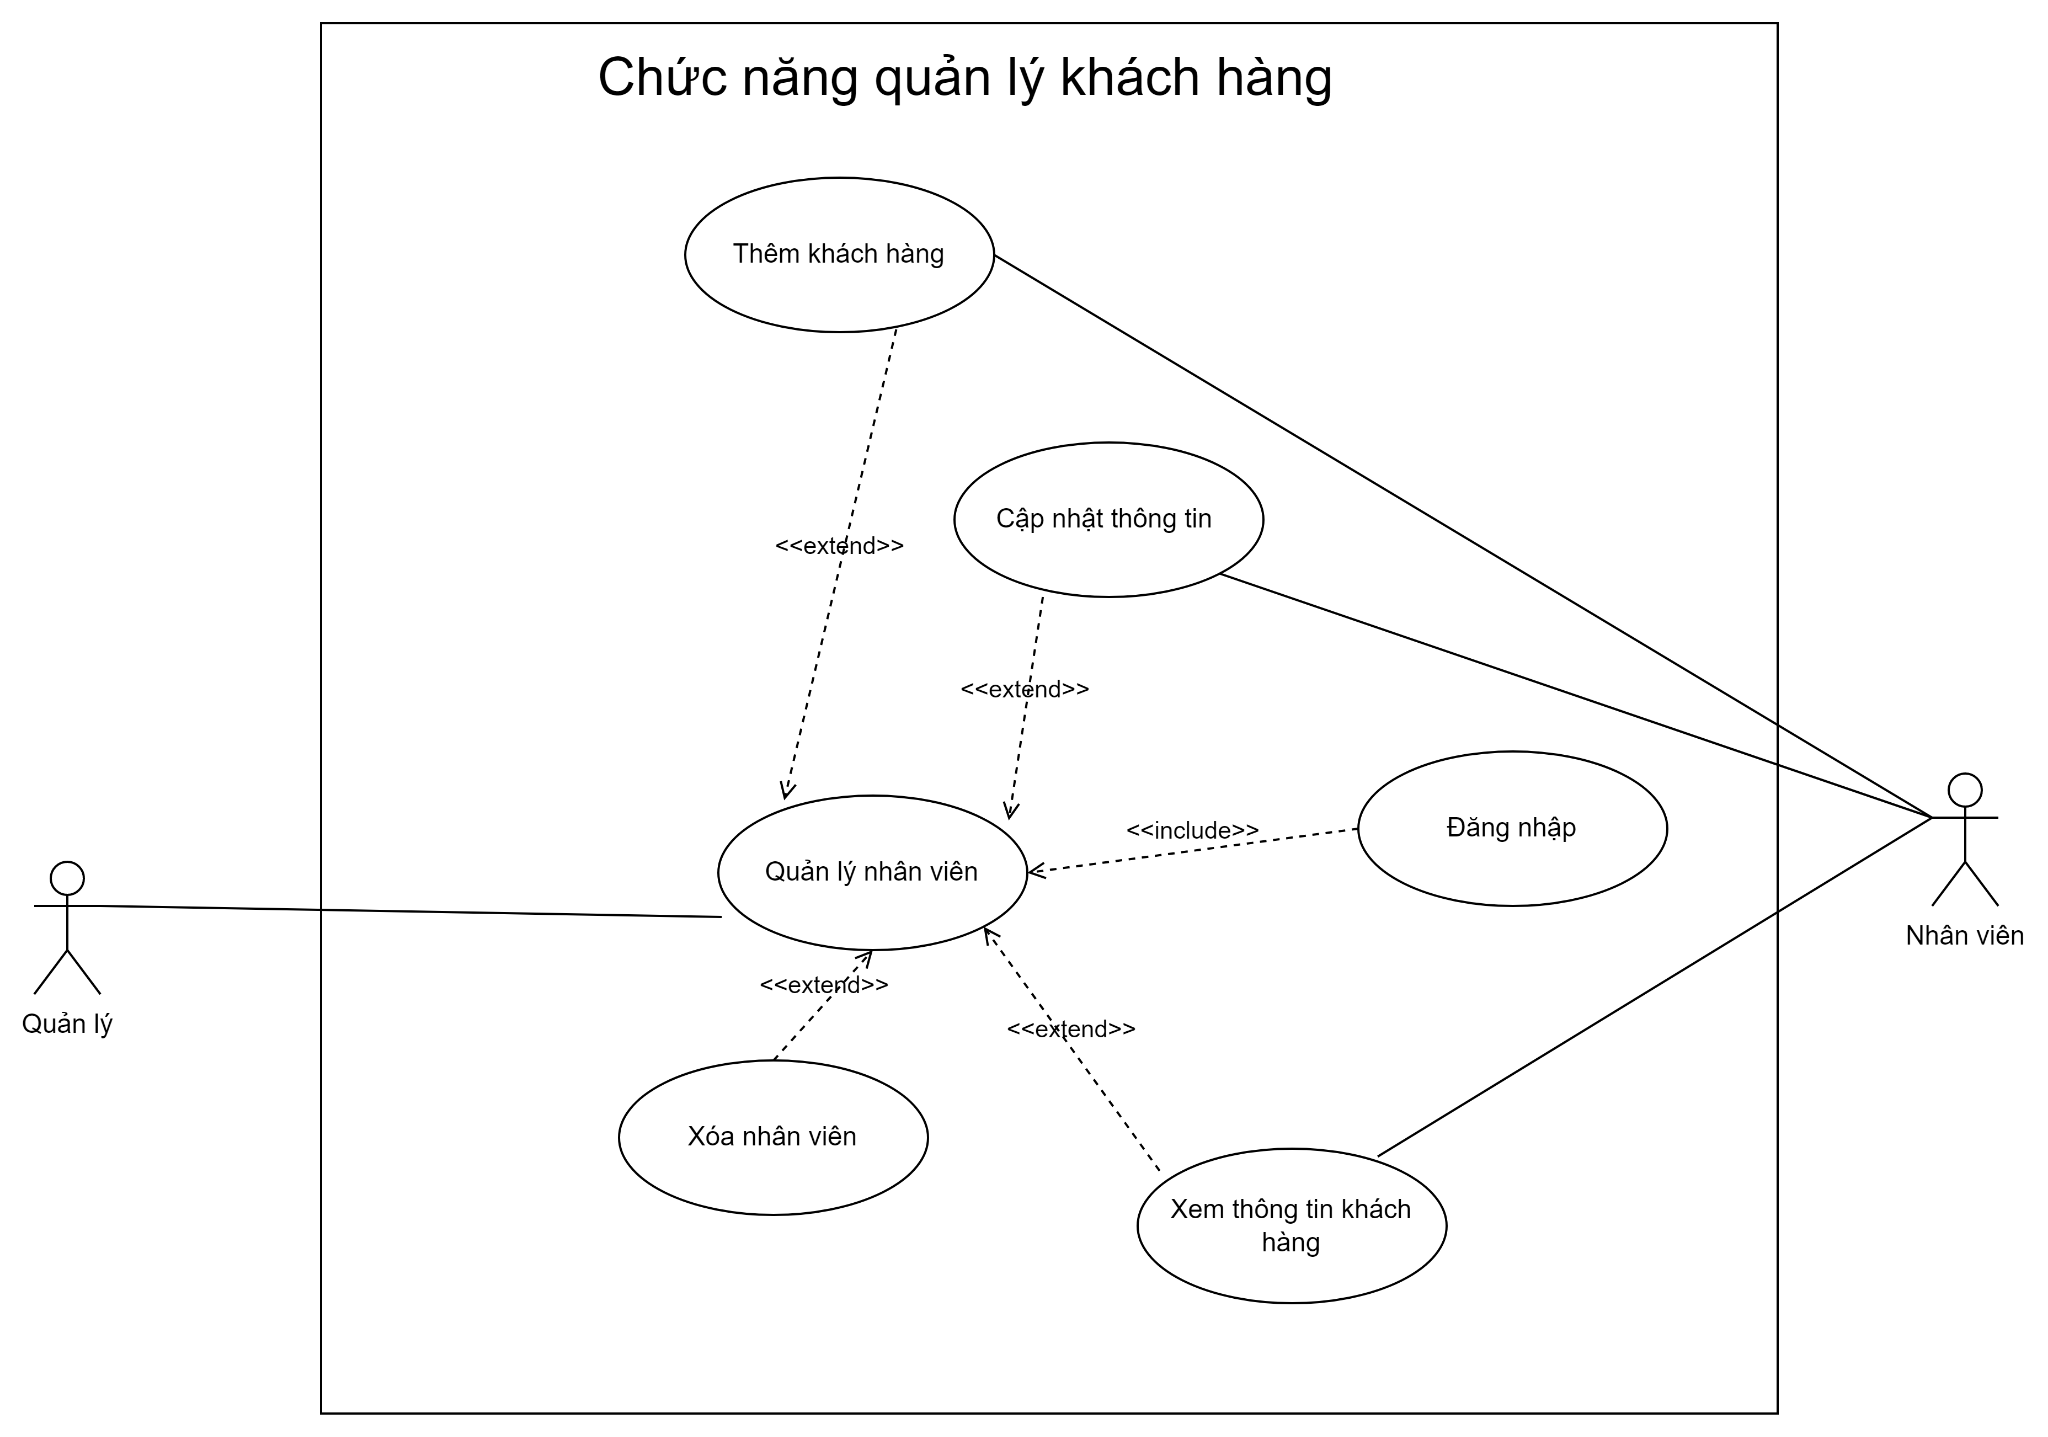 Chức năng quản lý khách hàng
Thêm khách hàng
Cập nhật thông tin
<<extend>>
<<extend>>
Đăng nhập
<<include>>
Quản lý nhân viên
Nhân viên
<<extend>>
Quản lý
<<extend>>
Xóa nhân viên
Xem thông tin khách
hàng